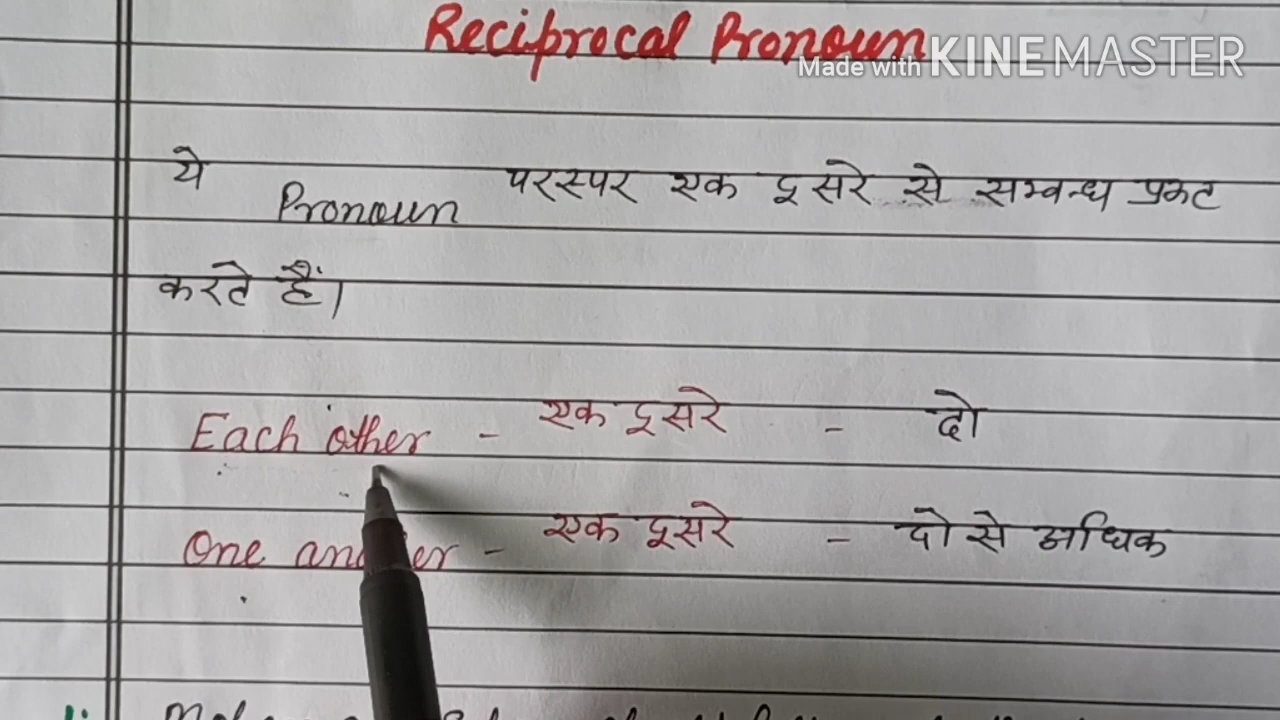 Reciprocal Pronoun
Made with KINEMASTER
ये Pronoun परस्पर एक दूसरे से सम्बन्ध प्रकट
करते हैं।
Each other - एक दूसरे - दो
One - एक दूसरे - दो से अधिक